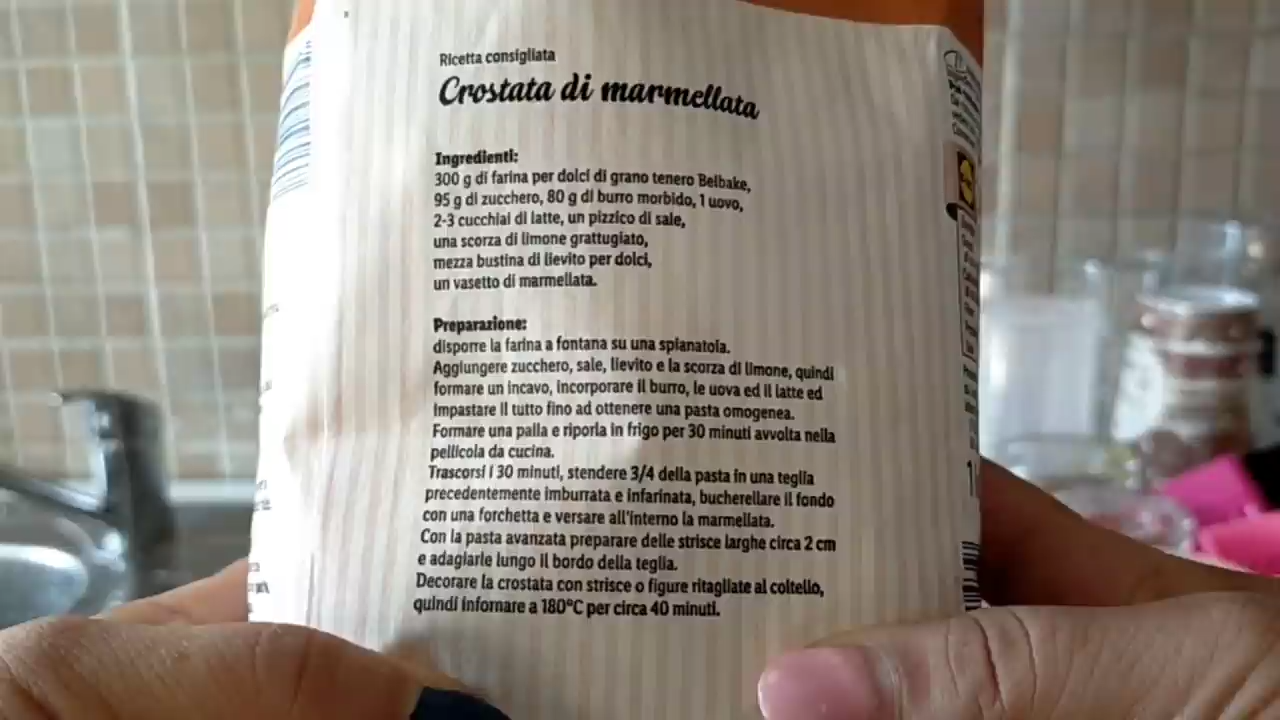 Ricetta consigliata
Crostata di marmellata
Ingredienti:
300 g di farina per dolci di grano tenero Belbake,
95 g di zucchero, 80 g di burro morbido, 1 uovo,
2-3 cucchiai di latte, un pizzico di sale,
una scorza di limone grattugiato,
mezza bustina di lievito per dolci,
un vasetto di marmellata.
Preparazione:
disporre la farina a fontana su una spianatoia.
Aggiungere zucchero, sale, lievito e la scorza di limone, quindi
formare un incavo, incorporare il burro, le uova ed il latte ed
impastare il tutto fino ad ottenere una pasta omogenea.
Formare una palla e riporla in frigo per 30 minuti avvolta nella
pellicola da cucina.
Trascorsi i 30 minuti, stendere 3/4 della pasta in una teglia
precedentemente imburrata e infarinata, bucherellare il fondo
con una forchetta e versare all'interno la marmellata.
Con la pasta avanzata preparare delle strisce larghe circa 2 cm
e adagiarle lungo il bordo della teglia.
Decorare la crostata con strisce o figure ritagliate al coltello,
quindi infornare a 180°C per circa 40 minuti.